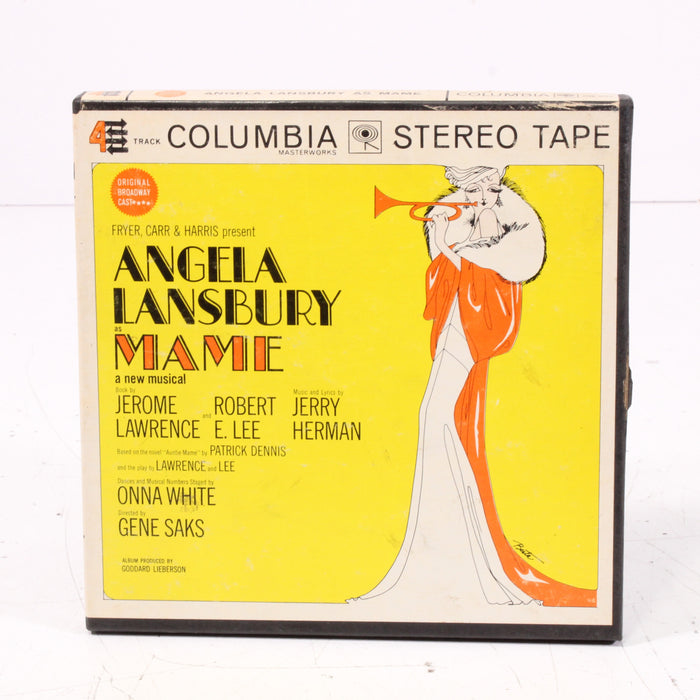 ANGELA LANSBURY AS MAME COLUMBIA
4 TRACK COLUMBIA STEREO TAPE
MASTERWORKS
ORIGINAL
BROADWAY
CAST
FRYER, CARR & HARRIS present
ANGELA
LANSBURY
as
MAME
a new musical
Book by
JEROME
LAWRENCE
and
ROBERT
E. LEE
Music and Lyrics by
JERRY
HERMAN
Based on the novel "Auntie Mame" by PATRICK DENNIS
and the play by LAWRENCE and LEE
Dances and Musical Numbers Staged by
ONNA WHITE
Directed by
GENE SAKS
ALBUM PRODUCED BY
GODDARD LIEBERSON